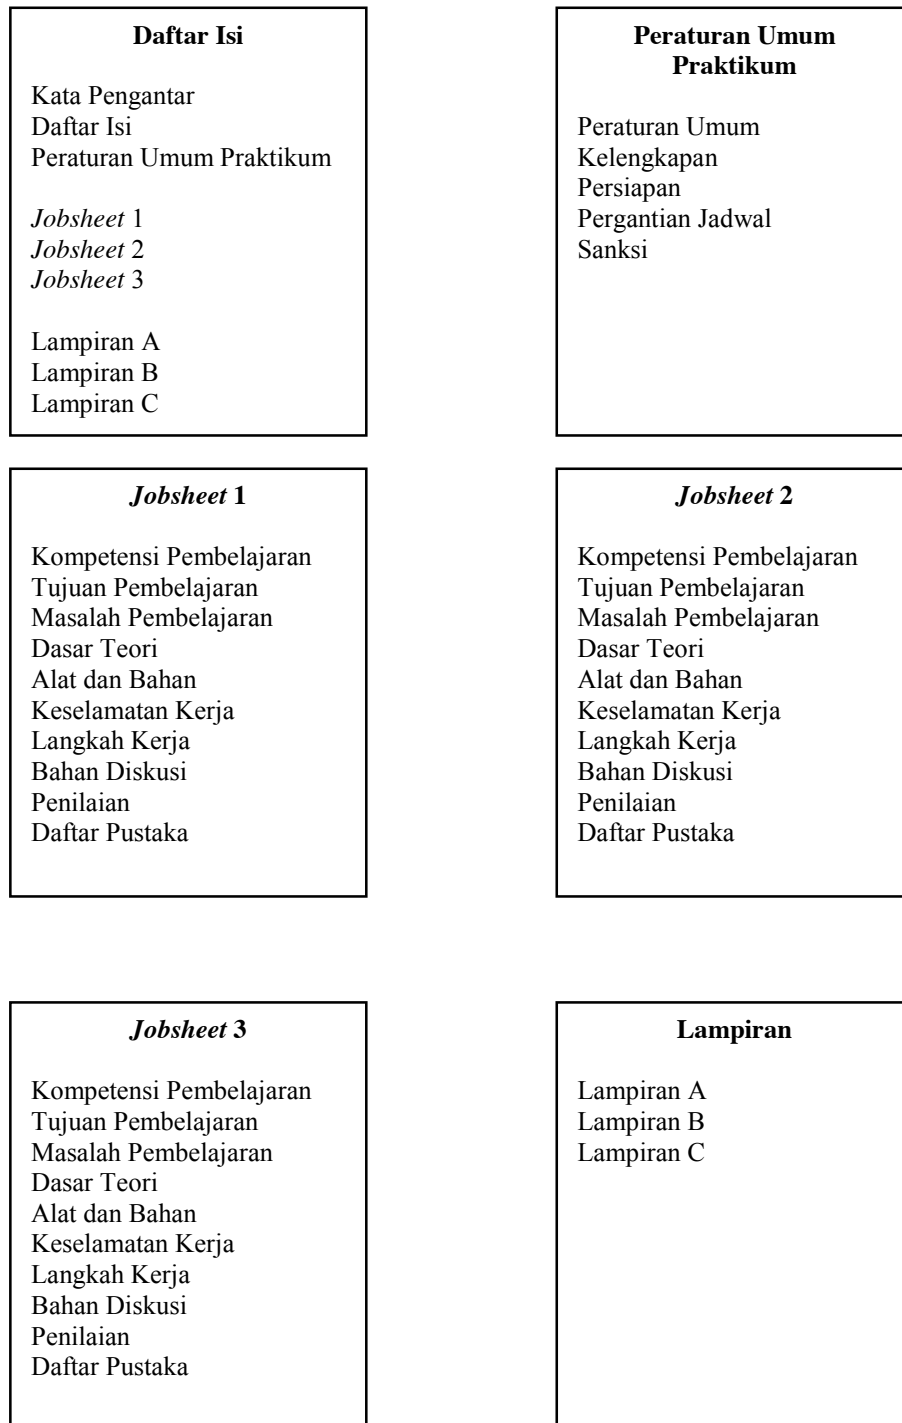 Daftar Isi
Kata Pengantar
Daftar Isi
Peraturan Umum Praktikum
Jobsheet 1
Jobsheet 2
Jobsheet 3
Lampiran A
Lampiran B
Lampiran C
Peraturan Umum
Praktikum
Peraturan Umum
Kelengkapan
Persiapan
Pergantian Jadwal
Sanksi
Jobsheet 1
Kompetensi Pembelajaran
Tujuan Pembelajaran
Masalah Pembelajaran
Dasar Teori
Alat dan Bahan
Keselamatan Kerja
Langkah Kerja
Bahan Diskusi
Penilaian
Daftar Pustaka
Jobsheet 2
Kompetensi Pembelajaran
Tujuan Pembelajaran
Masalah Pembelajaran
Dasar Teori
Alat dan Bahan
Keselamatan Kerja
Langkah Kerja
Bahan Diskusi
Penilaian
Daftar Pustaka
Jobsheet 3
Kompetensi Pembelajaran
Tujuan Pembelajaran
Masalah Pembelajaran
Dasar Teori
Alat dan Bahan
Keselamatan Kerja
Langkah Kerja
Bahan Diskusi
Penilaian
Daftar Pustaka
Lampiran
Lampiran A
Lampiran B
Lampiran C